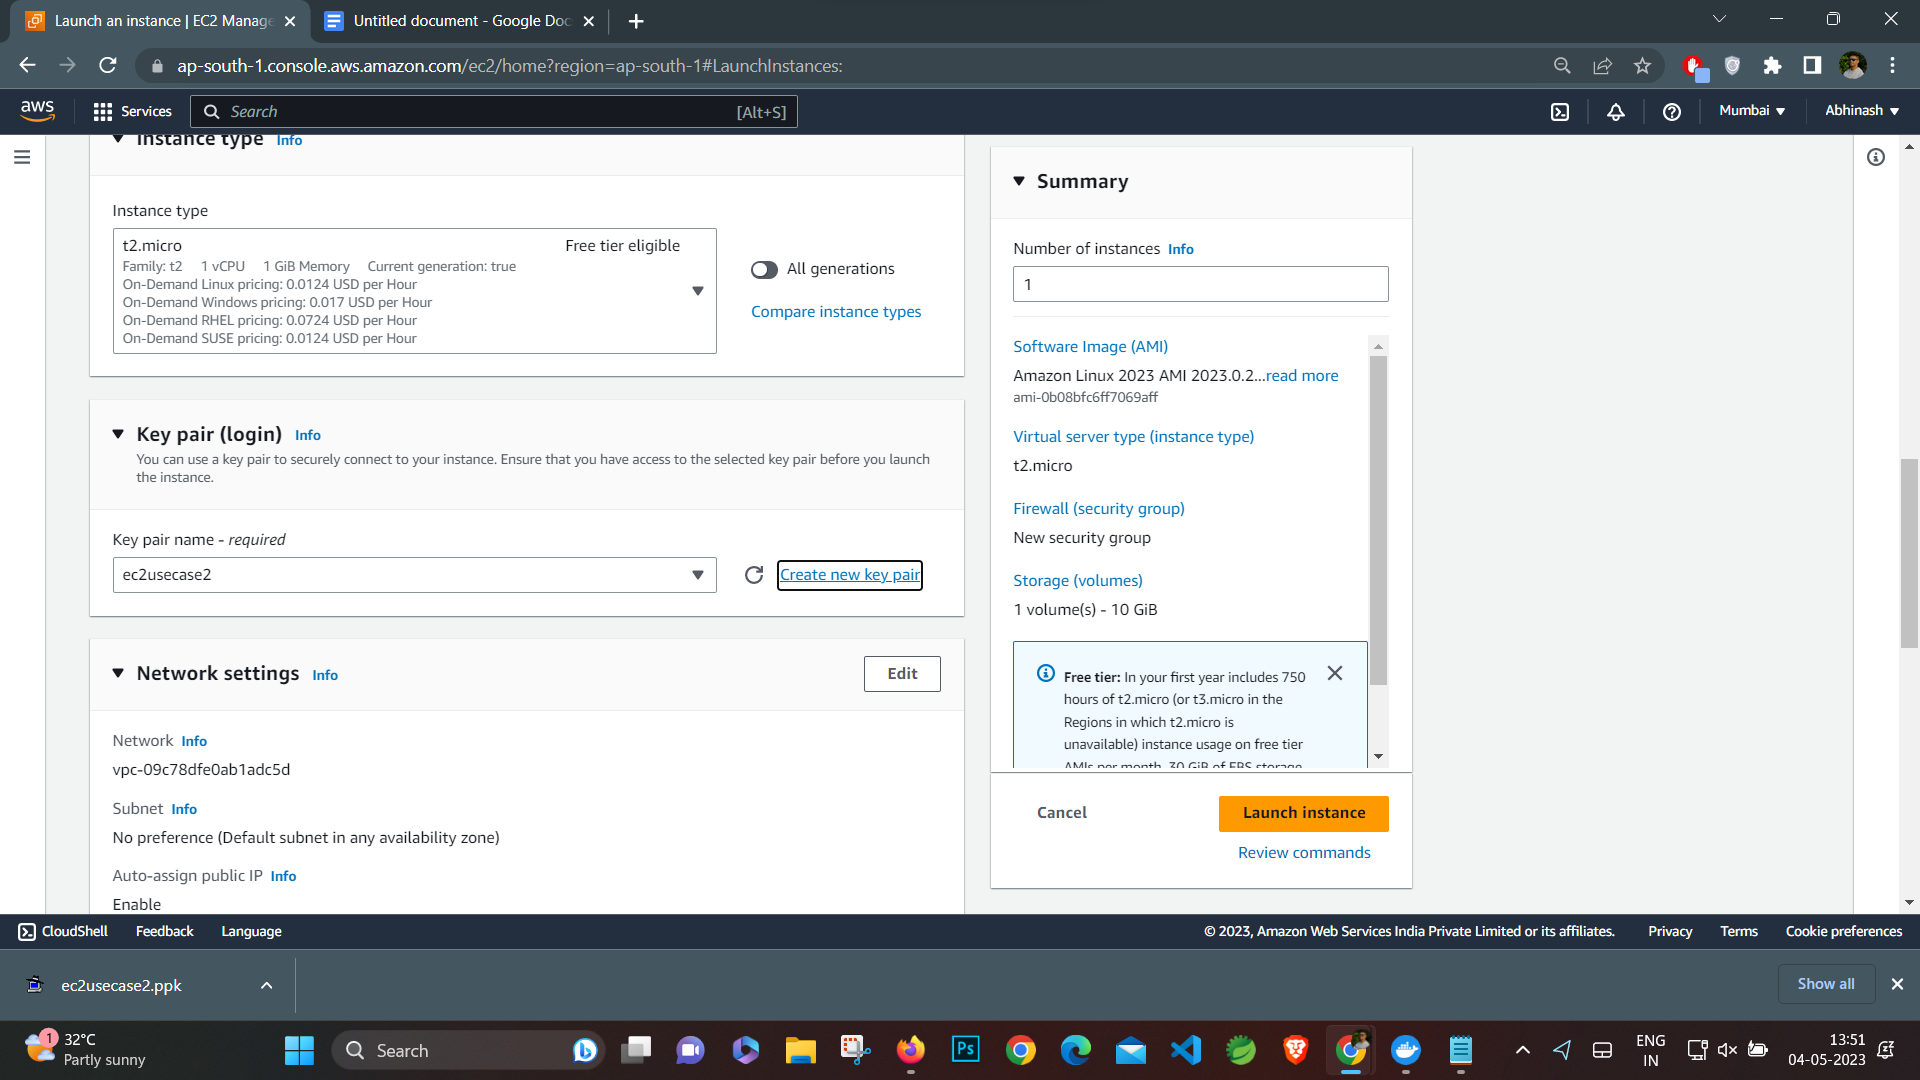 Launch an instance | EC2 Manage
Untitled document - Google Doc
ap-south-1.console.aws.amazon.com/ec2/home?region=ap-south-1#LaunchInstances:
aws
Services
Search
[Alt+S]
Mumbai
Abhinash
Instance type Info
Instance type
t2.micro
Free tier eligible
Family: t2 1 vCPU 1 GiB Memory Current generation: true
On-Demand Linux pricing: 0.0124 USD per Hour
On-Demand Windows pricing: 0.017 USD per Hour
On-Demand RHEL pricing: 0.0724 USD per Hour
On-Demand SUSE pricing: 0.0124 USD per Hour
All generations
Compare instance types
Key pair (login) Info
You can use a key pair to securely connect to your instance. Ensure that you have access to the selected key pair before you launch
the instance.
Key pair name - required
ec2usecase2
Create new key pair
Network settings Info
Edit
Network Info
vpc-09c78dfe0ab1adc5d
Subnet Info
No preference (Default subnet in any availability zone)
Auto-assign public IP Info
Enable
Summary
Number of instances Info
1
Software Image (AMI)
Amazon Linux 2023 AMI 2023.0.2...read more
ami-0b08bfc6ff7069aff
Virtual server type (instance type)
t2.micro
Firewall (security group)
New security group
Storage (volumes)
1 volume(s) - 10 GiB
Free tier: In your first year includes 750
hours of t2.micro (or t3.micro in the
Regions in which t2.micro is
unavailable) instance usage on free tier
AMIs per month, 30 GiB of EBS storage,
Cancel
Launch instance
Review commands
CloudShell
Feedback
Language
© 2023, Amazon Web Services India Private Limited or its affiliates.
Privacy
Terms
Cookie preferences
ec2usecase2.ppk
Show all
1
32°C
Partly sunny
Search
Ps
ENG
IN
13:51
04-05-2023